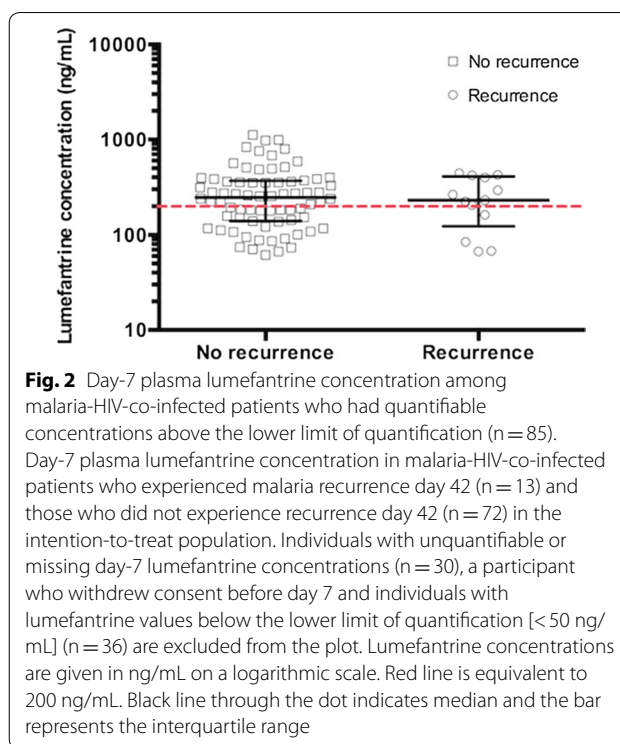 10000
1000
100
10
Lumefantrine concentration (ng/mL)
No recurrence
Recurrence
No recurrence
Recurrence
Fig. 2 Day-7 plasma lumefantrine concentration among
malaria-HIV-co-infected patients who had quantifiable
concentrations above the lower limit of quantification (n = 85).
Day-7 plasma lumefantrine concentration in malaria-HIV-co-infected
patients who experienced malaria recurrence day 42 (n = 13) and
those who did not experience recurrence day 42 (n = 72) in the
intention-to-treat population. Individuals with unquantifiable or
missing day-7 lumefantrine concentrations (n = 30), a participant
who withdrew consent before day 7 and individuals with
lumefantrine values below the lower limit of quantification [< 50 ng/
mL] (n = 36) are excluded from the plot. Lumefantrine concentrations
are given in ng/mL on a logarithmic scale. Red line is equivalent to
200 ng/mL. Black line through the dot indicates median and the bar
represents the interquartile range